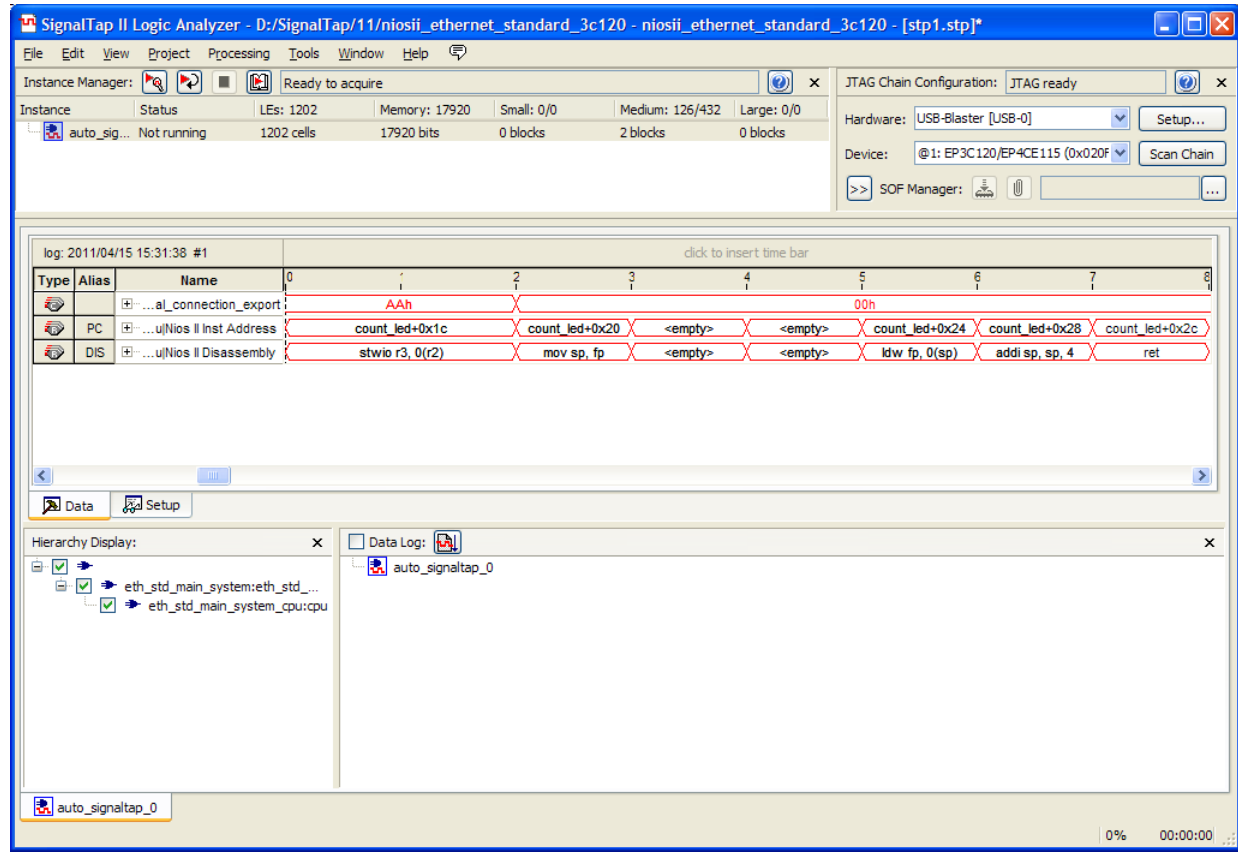 SignalTap II Logic Analyzer - D:/SignalTap/11/niosii_ethernet_standard_3c120 - niosii_ethernet_standard_3c120 - [stp1.stp]*
File Edit View Project Processing Tools Window Help
Instance Manager: Ready to acquire
Instance Status LEs: 1202 Memory: 17920 Small: 0/0 Medium: 126/432 Large: 0/0
auto_sig... Not running 1202 cells 17920 bits 0 blocks 2 blocks 0 blocks
JTAG Chain Configuration: JTAG ready
Hardware: USB-Blaster [USB-0] Setup...
Device: @1: EP3C120/EP4CE115 (0x020F Scan Chain
>> SOF Manager: ...
log: 2011/04/15 15:31:38 #1 click to insert time bar
Type Alias Name 0 1 2 3 4 5 6 7 8
...al_connection_export AAh 00h
PC ...u|Nios II Inst Address count_led+0x1c count_led+0x20 <empty> <empty> count_led+0x24 count_led+0x28 count_led+0x2c
DIS ...u|Nios II Disassembly stwio r3, 0(r2) mov sp, fp <empty> <empty> ldw fp, 0(sp) addi sp, sp, 4 ret
Data Setup
Hierarchy Display:
eth_std_main_system:eth_std_...
eth_std_main_system_cpu:cpu
Data Log:
auto_signaltap_0
auto_signaltap_0
0% 00:00:00